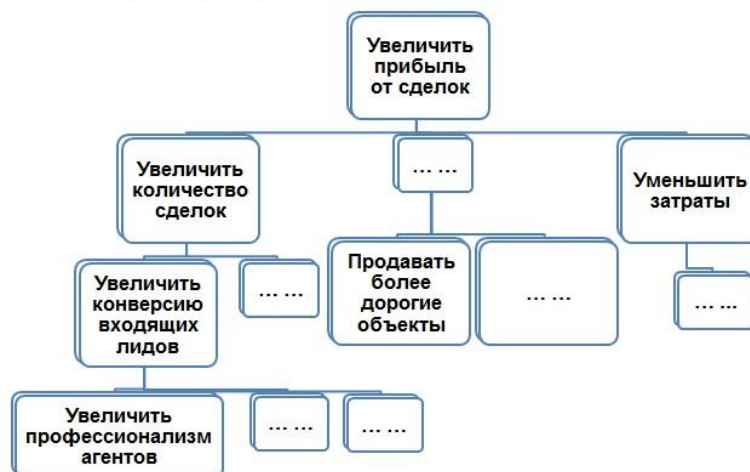 Увеличить
прибыль
от сделок
Увеличить
количество
сделок
... ...
Уменьшить
затраты
Увеличить
конверсию
входящих
лидов
... ...
Продавать
более
дорогие
объекты
... ...
... ...
Увеличить
профессионализм
агентов
... ...
... ...